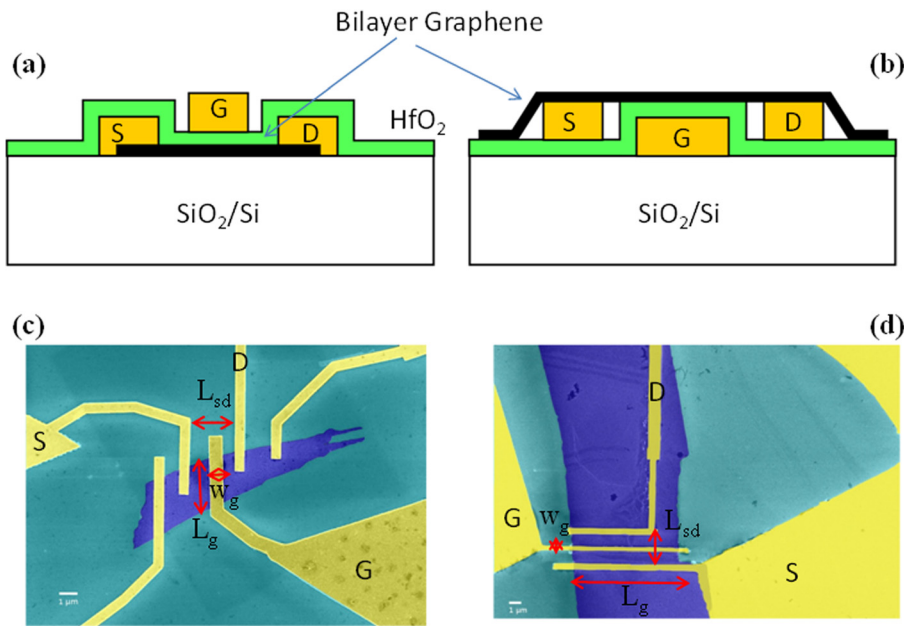 Bilayer Graphene
(a)
(b)
G
S
D
HfO2
S
D
G
SiO2/Si
SiO2/Si
(c)
(d)
D
Lsd
S
Wg
Lg
G
1 µm
D
G
Wg
Lsd
S
Lg
1 µm